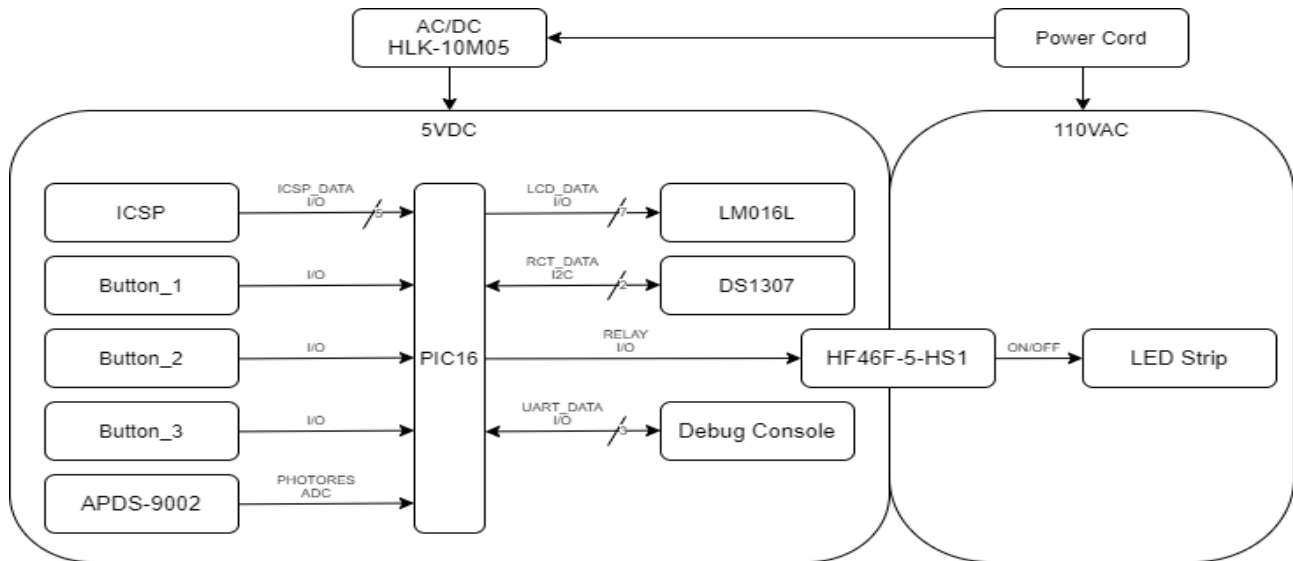 AC/DC
HLK-10M05
Power Cord
5VDC
110VAC
ICSP
ICSP_DATA
I/O
5
PIC16
LCD_DATA
I/O
7
LM016L
Button_1
I/O
RCT_DATA
I2C
2
DS1307
Button_2
I/O
RELAY
I/O
HF46F-5-HS1
ON/OFF
LED Strip
Button_3
I/O
UART_DATA
I/O
3
Debug Console
APDS-9002
PHOTORES
ADC